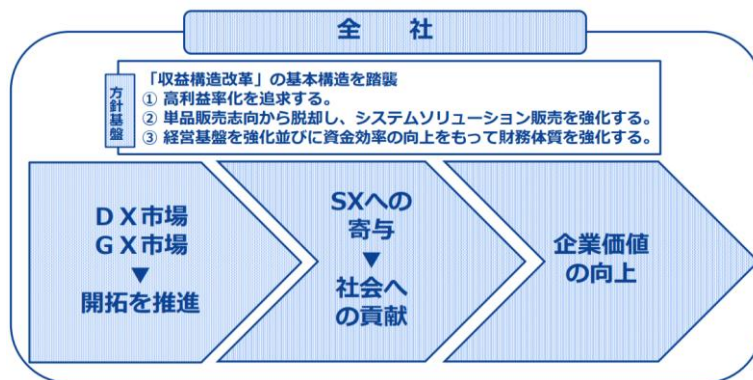 全　社
方針基盤
「収益構造改革」の基本構造を踏襲
① 高利益率化を追求する。
② 単品販売志向から脱却し、システムソリューション販売を強化する。
③ 経営基盤を強化並びに資金効率の向上をもって財務体質を強化する。
ＤＸ市場
ＧＸ市場
▼
開拓を推進
SXへの
寄与
▼
社会へ
の貢献
企業価値
の向上